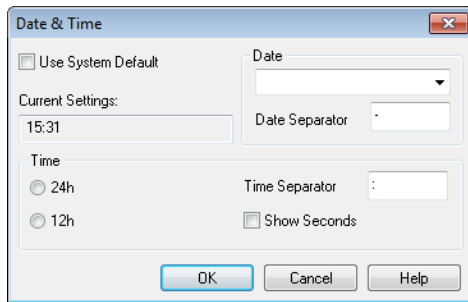 Date & Time
Use System Default
Date
Current Settings:
15:31
Date Separator
-
Time
24h
Time Separator
:
12h
Show Seconds
OK
Cancel
Help